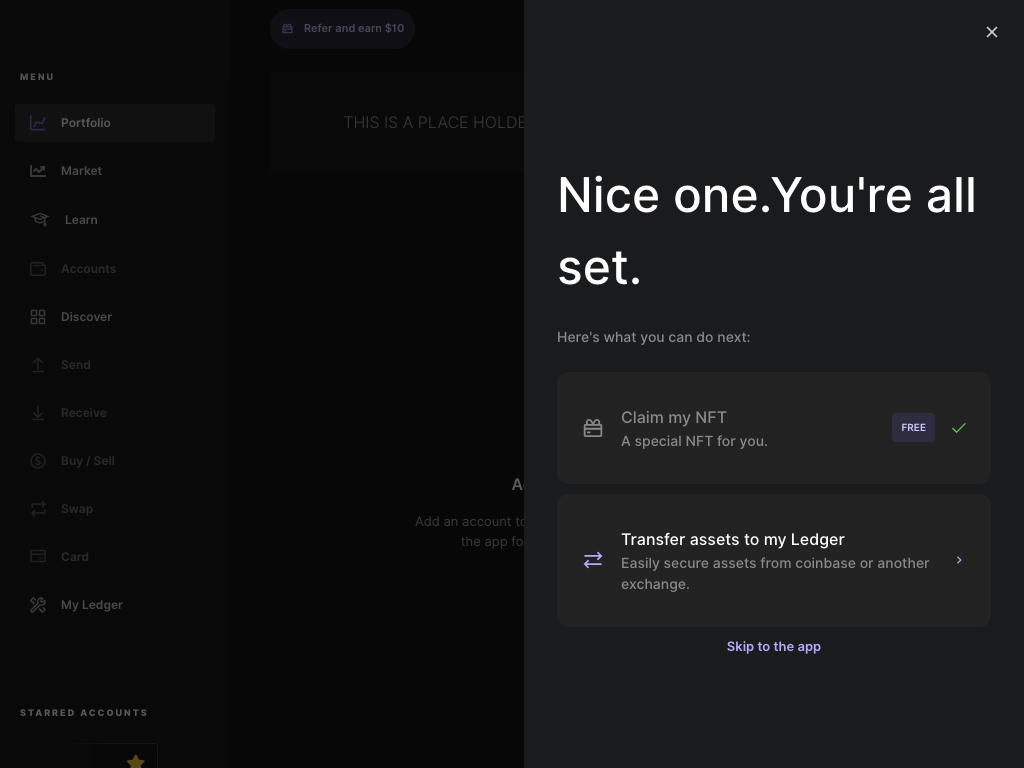 Refer and earn $10
MENU
Portfolio
Market
Learn
Accounts
Discover
Send
Receive
Buy / Sell
Swap
Card
My Ledger
STARRED ACCOUNTS
THIS IS A PLACE HOLDE
Add an account to
the app fo
Nice one.You're all
set.
Here's what you can do next:
Claim my NFT
A special NFT for you.
FREE
Transfer assets to my Ledger
Easily secure assets from coinbase or another
exchange.
Skip to the app